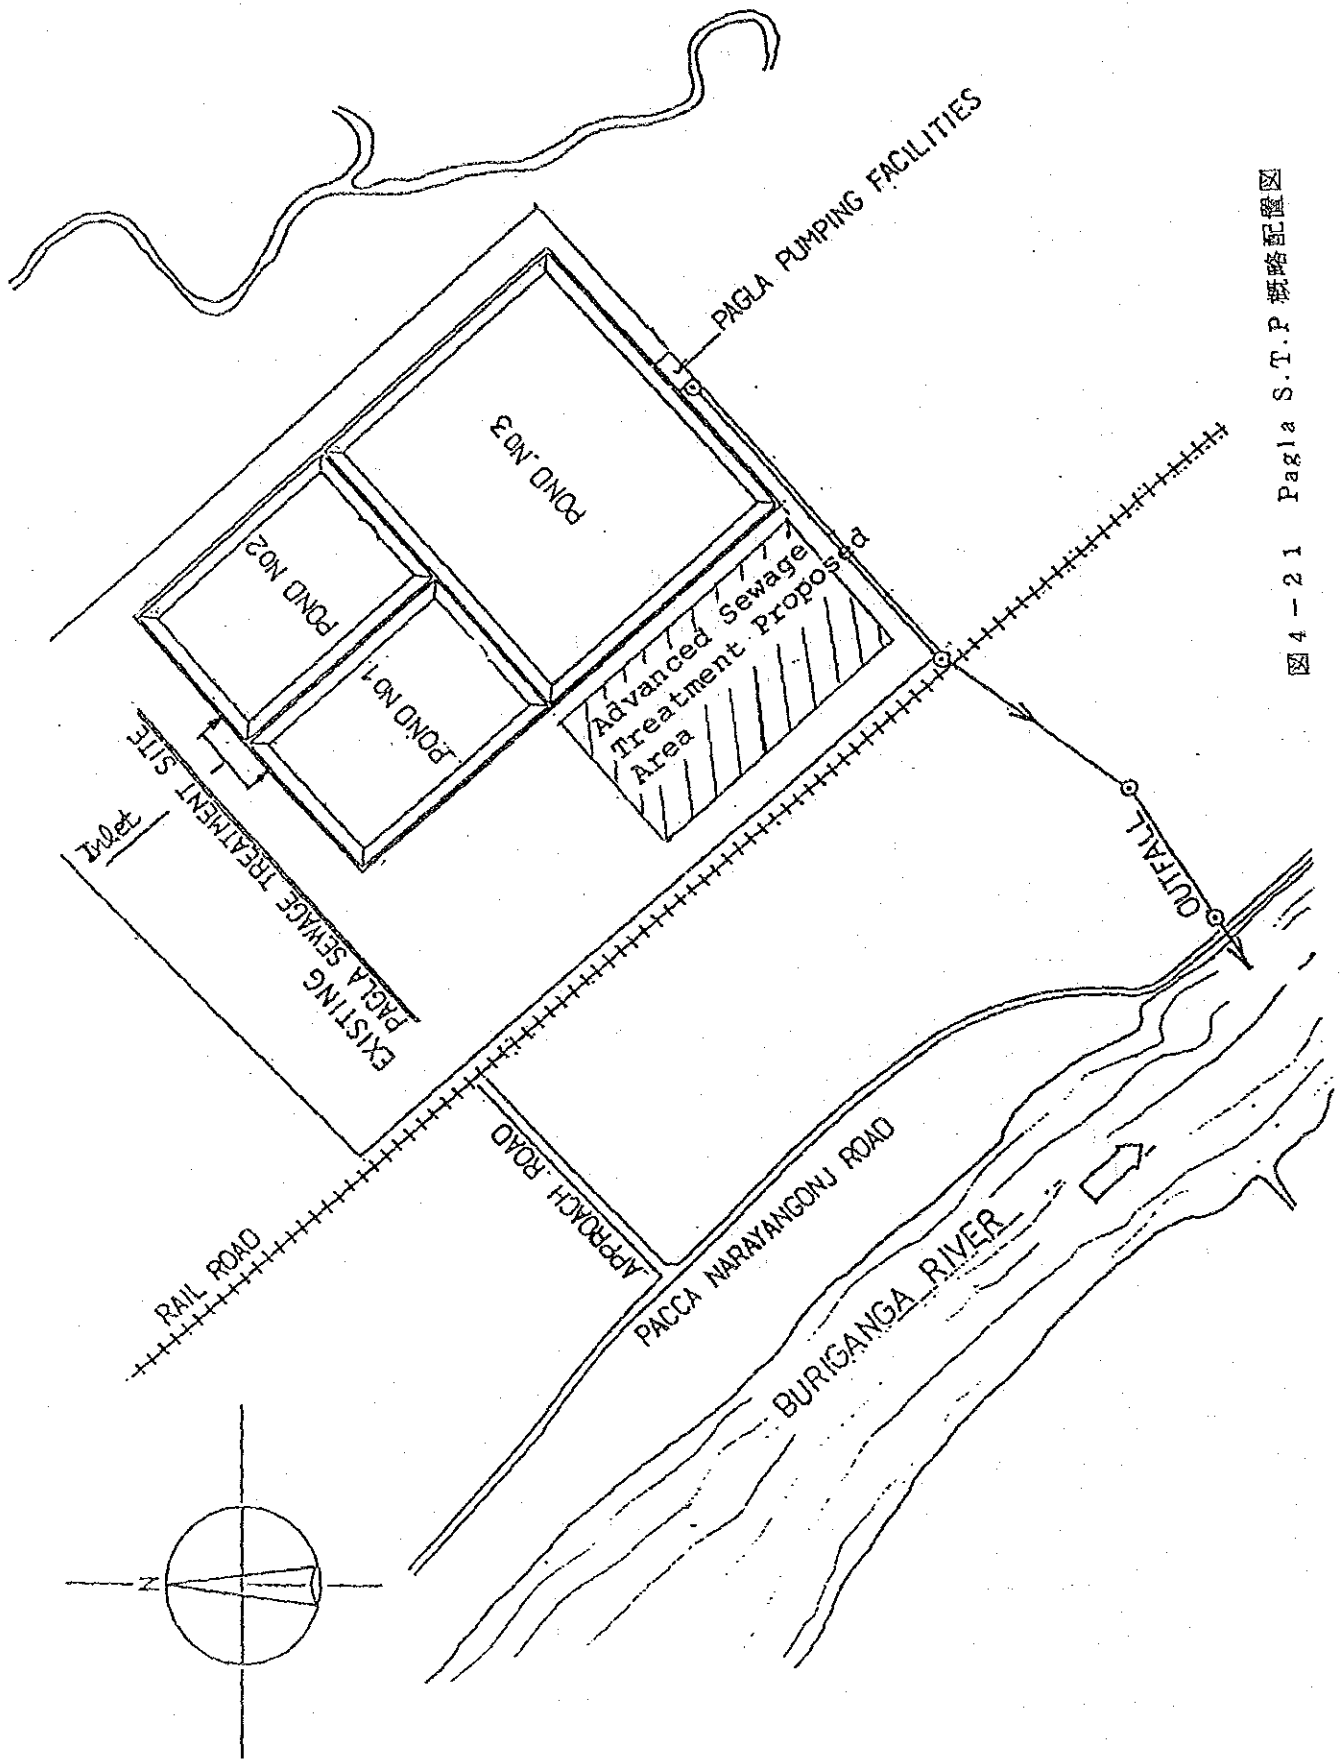 N
RAIL ROAD
Inlet
EXISTING
PAGLA SEWAGE TREATMENT SITE
POND No1
POND No2
POND.No3
PAGLA PUMPING FACILITIES
Advanced Sewage
Treatment Proposed
Area
APPROACH ROAD
PACCA NARAYANGONJ ROAD
BURIGANGA RIVER
OUTFALL
図4-21 Pagla S.T.P 概略配置図